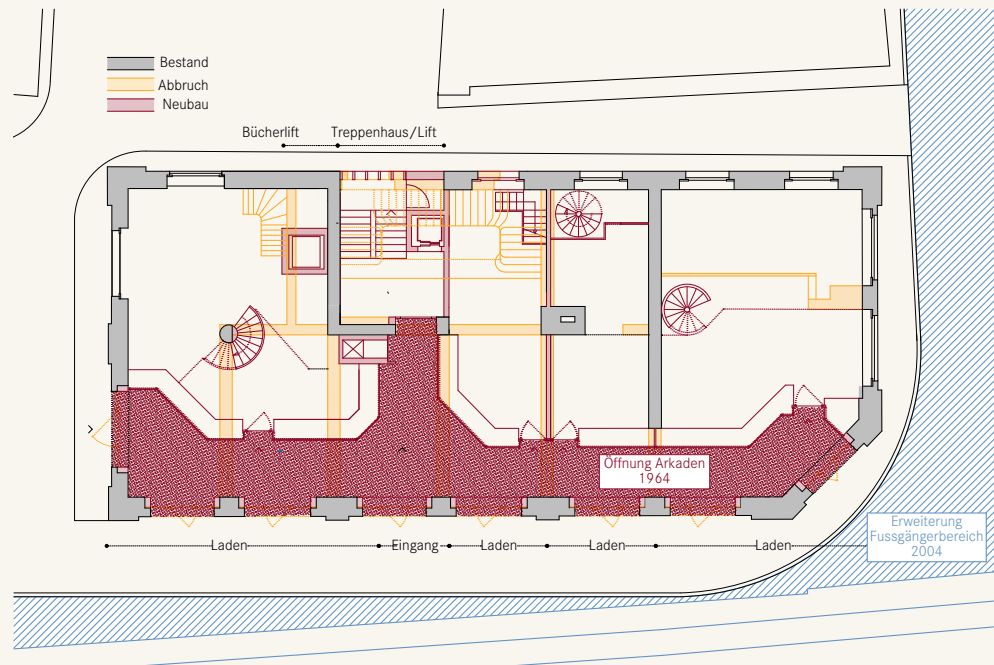 Bestand
Abbruch
Neubau
Bücherlift
Treppenhaus/Lift
Öffnung Arkaden
1964
Erweiterung
Fussgängerbereich
2004
Laden
Eingang
Laden
Laden
Laden